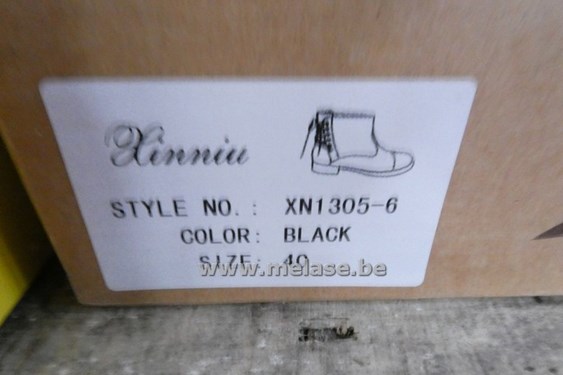 Xinniu
STYLE NO.: XN1305-6
COLOR: BLACK
SIZE: 40
www.melase.be